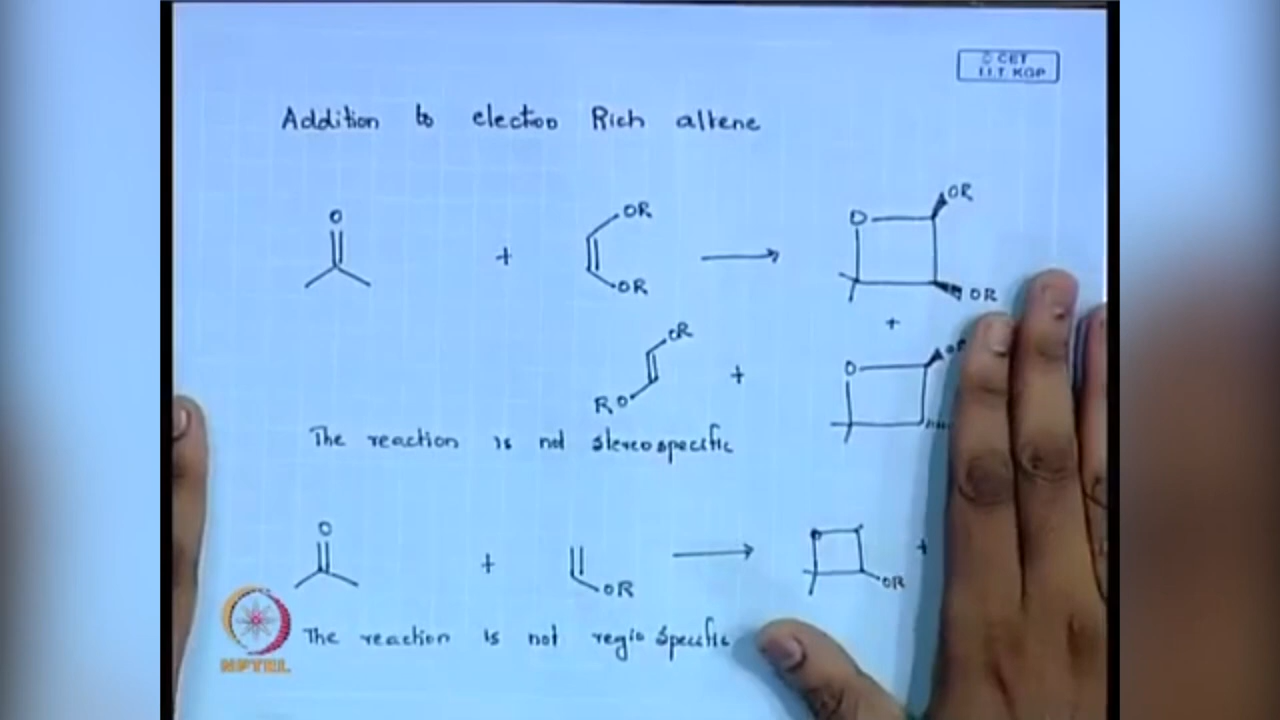 © CET
I.I.T. KGP
Addition to electro Rich alkene
O
+
OR
OR
O
OR
OR
+
OR
RO
+
O
The reaction is not stereospecific
O
+
OR
OR
+
The reaction is not regio specific
NPTEL